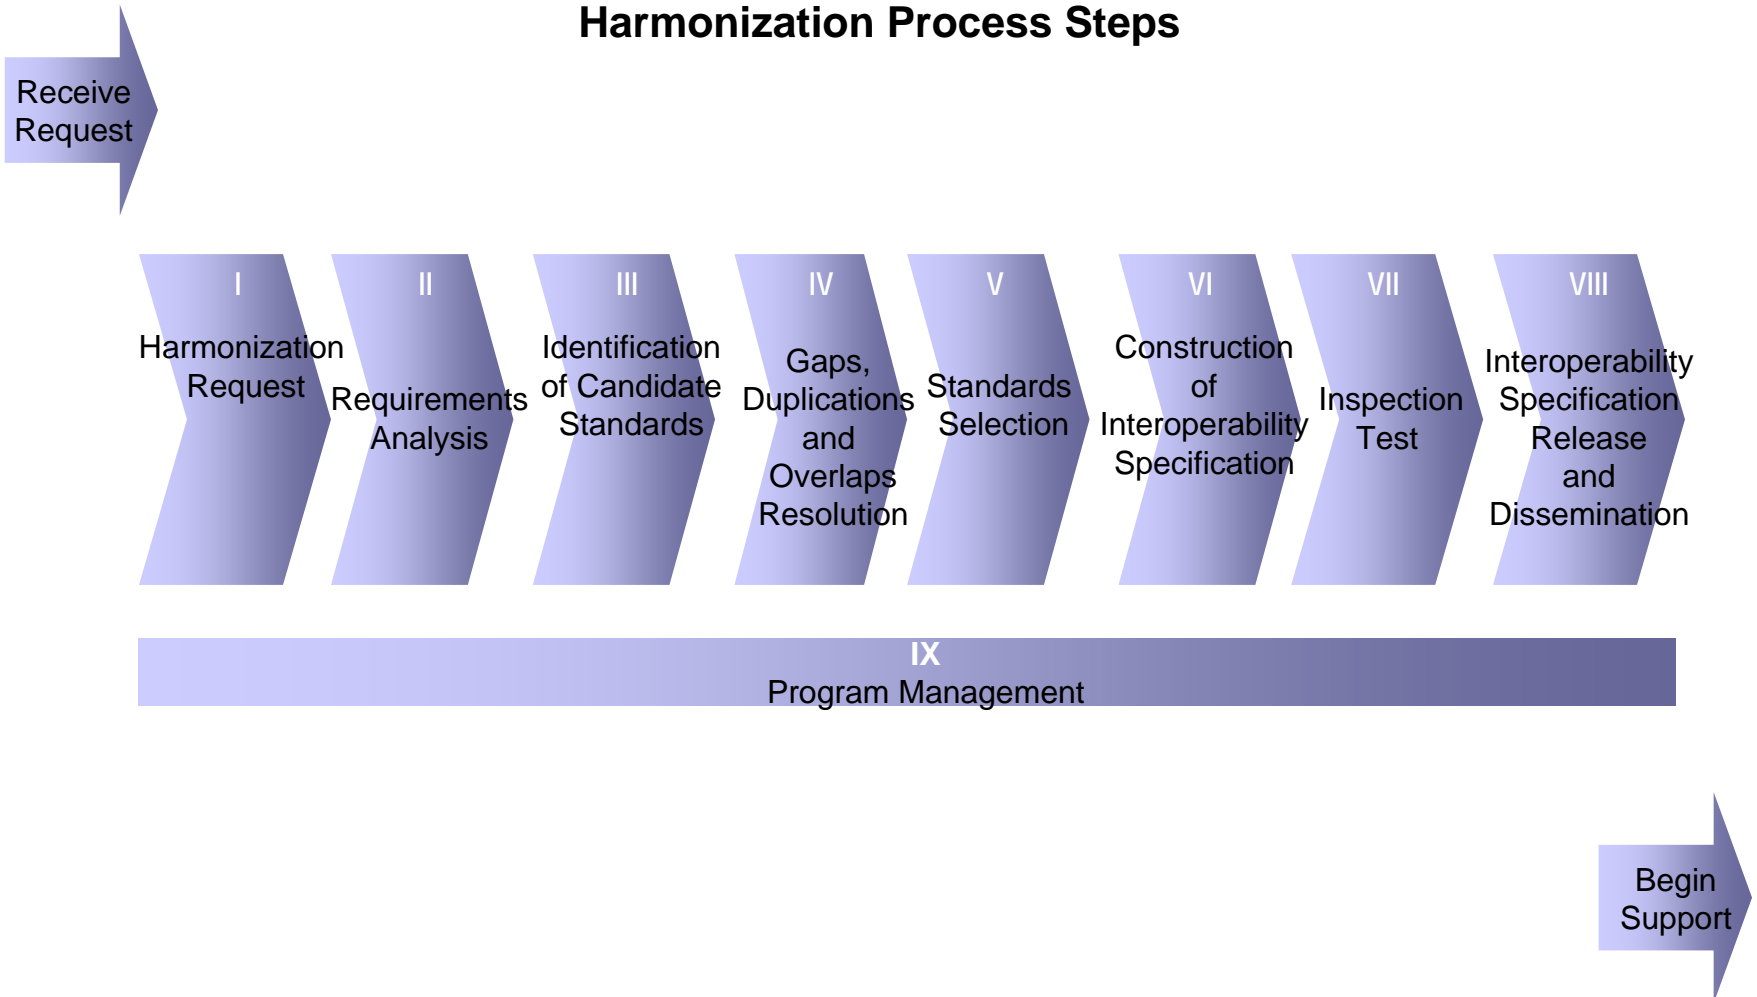 Harmonization Process Steps
Receive
Request
I
Harmonization
Request
II
Requirements
Analysis
III
Identification
of Candidate
Standards
IV
Gaps,
Duplications
and
Overlaps
Resolution
V
Standards
Selection
VI
Construction
of
Interoperability
Specification
VII
Inspection
Test
VIII
Interoperability
Specification
Release
and
Dissemination
IX
Program Management
Begin
Support